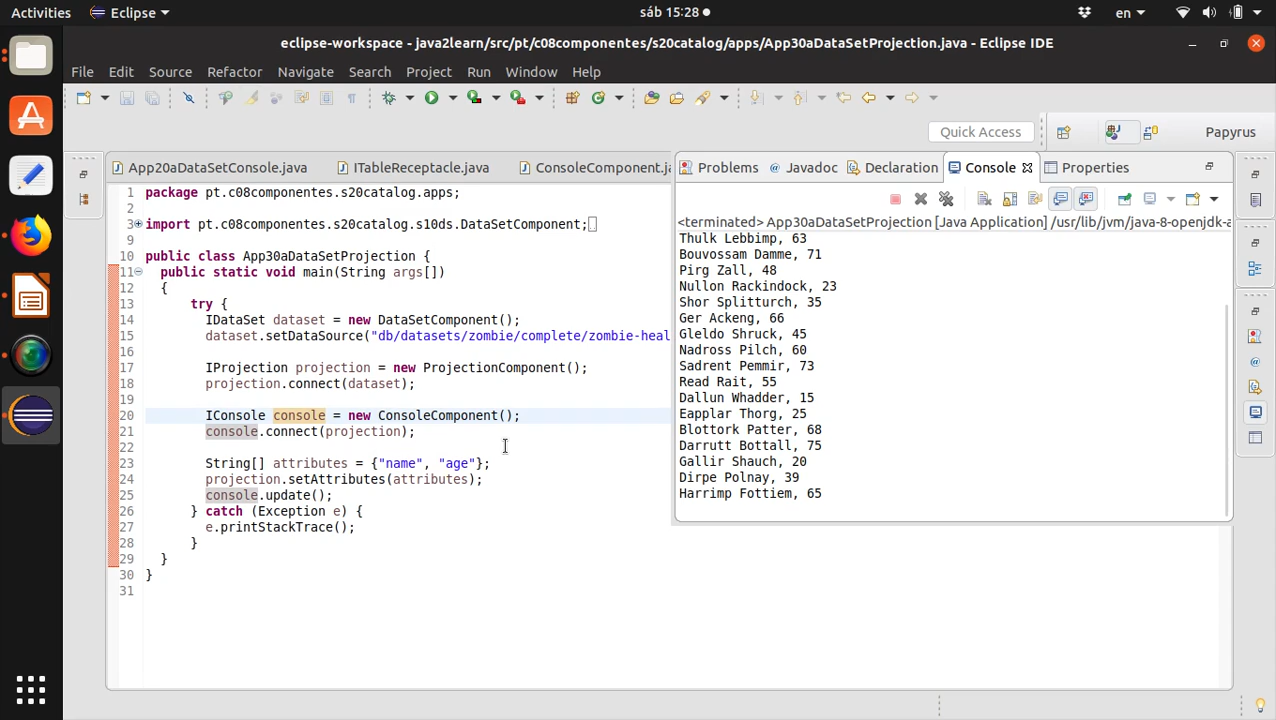 Activities Eclipse sáb 15:28 en
eclipse-workspace - java2learn/src/pt/c08componentes/s20catalog/apps/App30aDataSetProjection.java - Eclipse IDE
File Edit Source Refactor Navigate Search Project Run Window Help
Quick Access Papyrus
App20aDataSetConsole.java ITableReceptacle.java ConsoleComponent.ja
1 package pt.c08componentes.s20catalog.apps;
2
3 import pt.c08componentes.s20catalog.s10ds.DataSetComponent;
9
10 public class App30aDataSetProjection {
11 public static void main(String args[])
12 {
13 try {
14 IDataSet dataset = new DataSetComponent();
15 dataset.setDataSource("db/datasets/zombie/complete/zombie-heal
16
17 IProjection projection = new ProjectionComponent();
18 projection.connect(dataset);
19
20 IConsole console = new ConsoleComponent();
21 console.connect(projection);
22
23 String[] attributes = {"name", "age"};
24 projection.setAttributes(attributes);
25 console.update();
26 } catch (Exception e) {
27 e.printStackTrace();
28 }
29 }
30 }
31
Problems Javadoc Declaration Console Properties
<terminated> App30aDataSetProjection [Java Application] /usr/lib/jvm/java-8-openjdk-a
Thulk Lebbimp, 63
Bouvossam Damme, 71
Pirg Zall, 48
Nullon Rackindock, 23
Shor Splitturch, 35
Ger Ackeng, 66
Gleldo Shruck, 45
Nadross Pilch, 60
Sadrent Pemmir, 73
Read Rait, 55
Dallun Whadder, 15
Eapplar Thorg, 25
Blottork Patter, 68
Darrutt Bottall, 75
Gallir Shauch, 20
Dirpe Polnay, 39
Harrimp Fottiem, 65